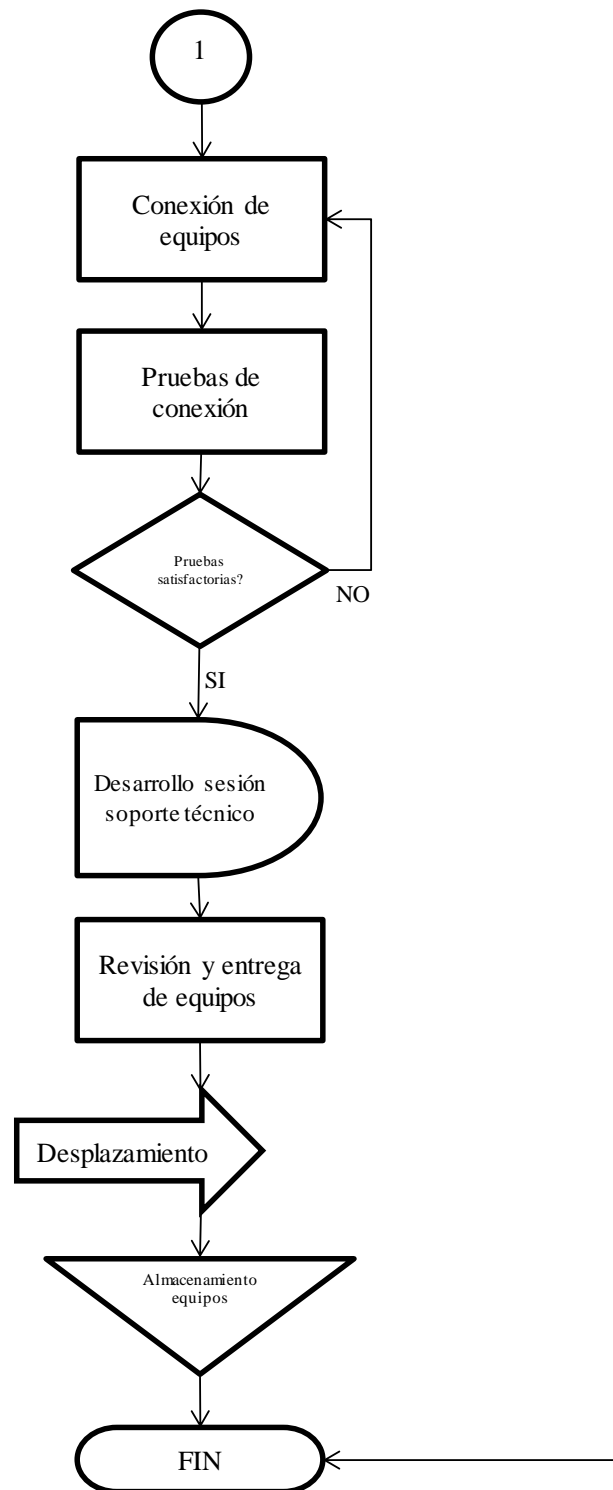 1
Conexión de
equipos
Pruebas de
conexión
Pruebas
satisfactorias?
NO
SI
Desarrollo sesión
soporte técnico
Revisión y entrega
de equipos
Desplazamiento
Almacenamiento
equipos
FIN